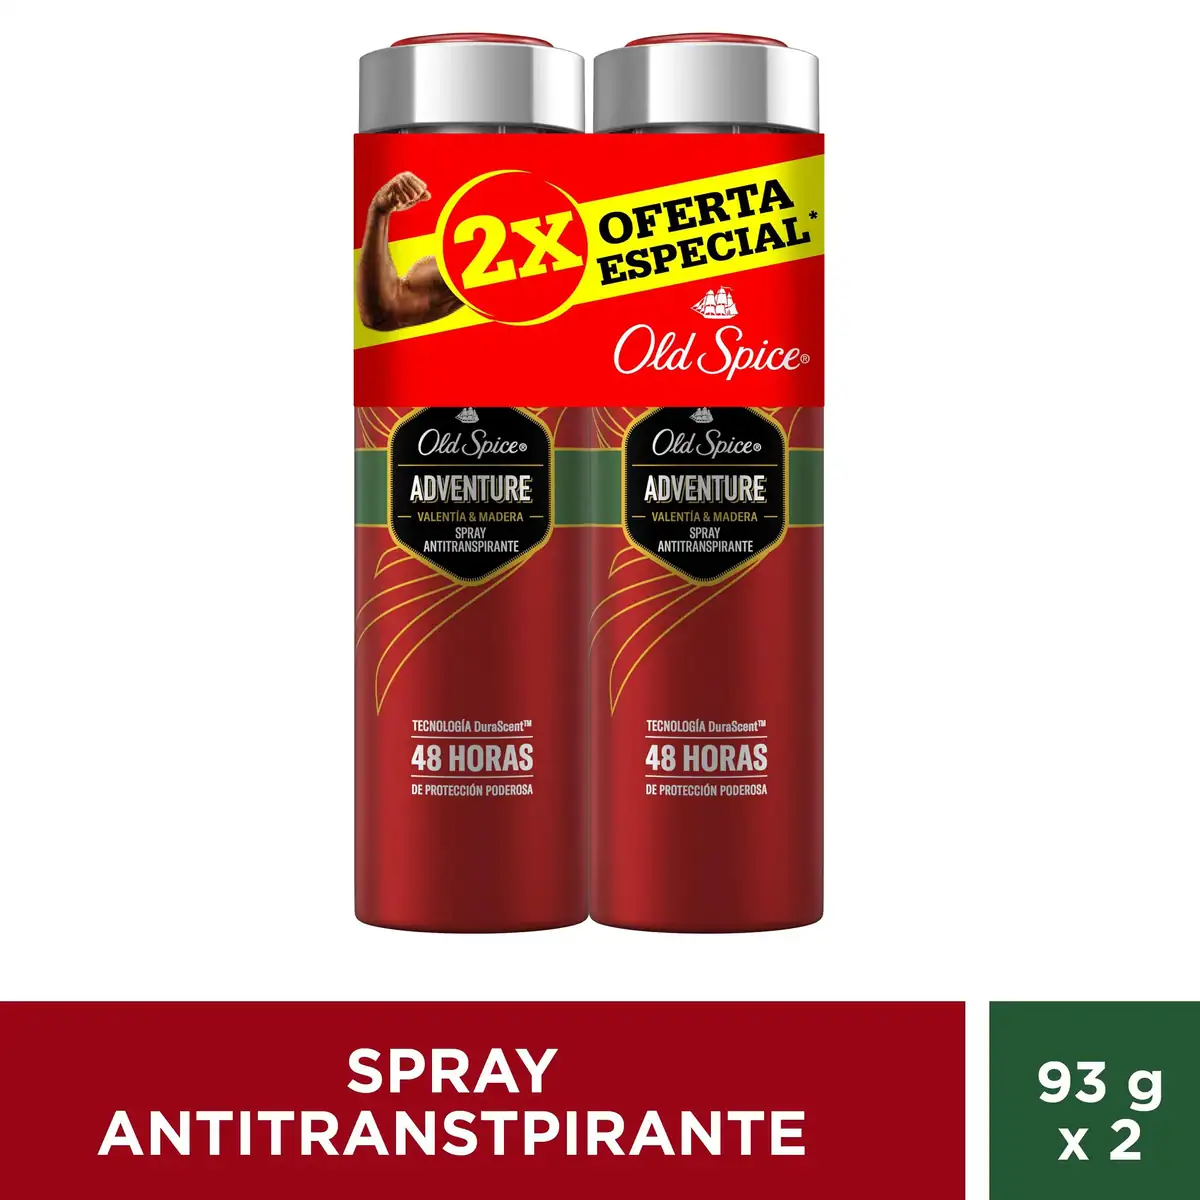 2X
OFERTA
ESPECIAL*
Old Spice®
Old Spice®
ADVENTURE
VALENTÍA & MADERA
SPRAY
ANTITRANSPIRANTE
TECNOLOGÍA DuraScent™
48 HORAS
DE PROTECCIÓN PODEROSA
Old Spice®
ADVENTURE
VALENTÍA & MADERA
SPRAY
ANTITRANSPIRANTE
TECNOLOGÍA DuraScent™
48 HORAS
DE PROTECCIÓN PODEROSA
SPRAY
ANTITRANSTPIRANTE
93 g
x 2